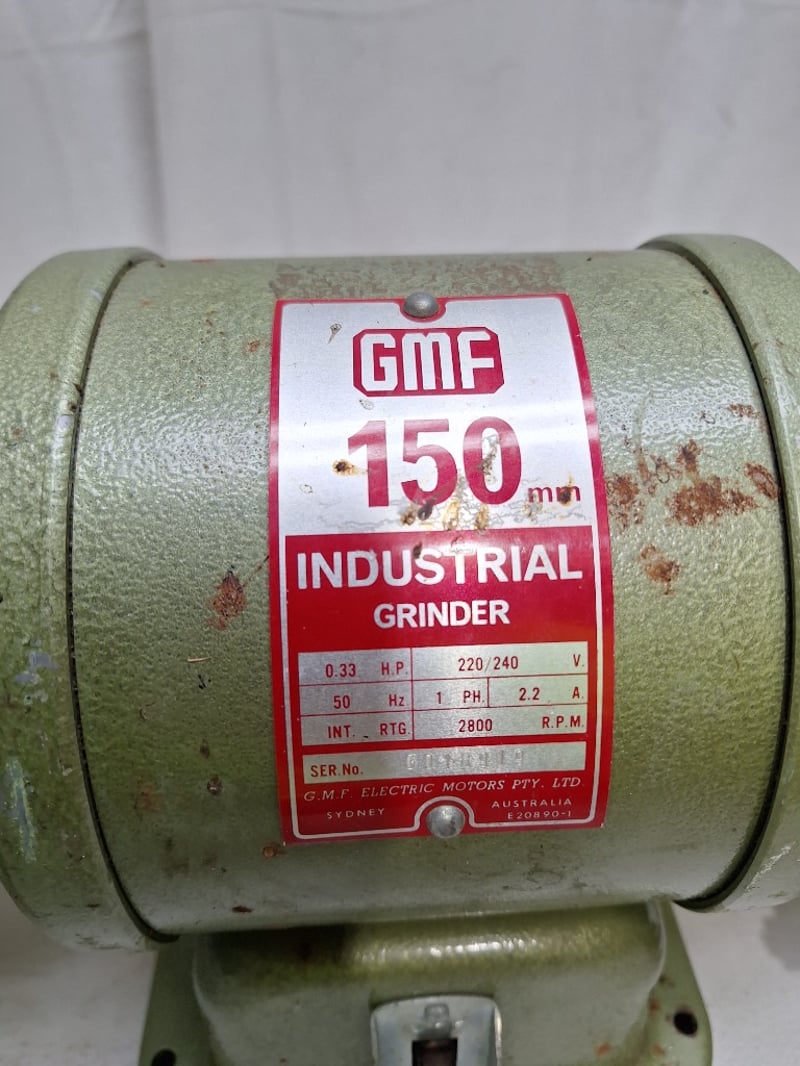 GMF
150 mm
INDUSTRIAL
GRINDER
0.33 H.P. 220/240 V.
50 Hz 1 PH. 2.2 A.
INT. RTG. 2800 R.P.M.
SER.No.
G.M.F. ELECTRIC MOTORS PTY. LTD.
SYDNEY AUSTRALIA
E20890-1